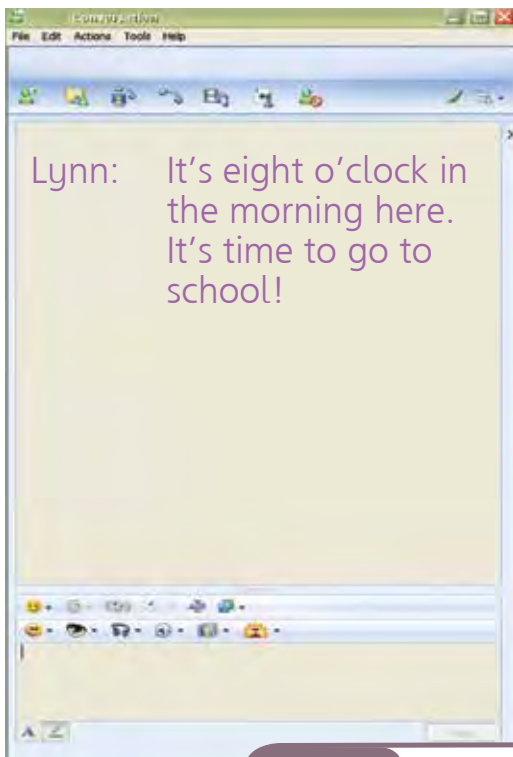 Conversation
File Edit Actions Tools Help
Lynn: It's eight o'clock in
the morning here.
It's time to go to
school!
A